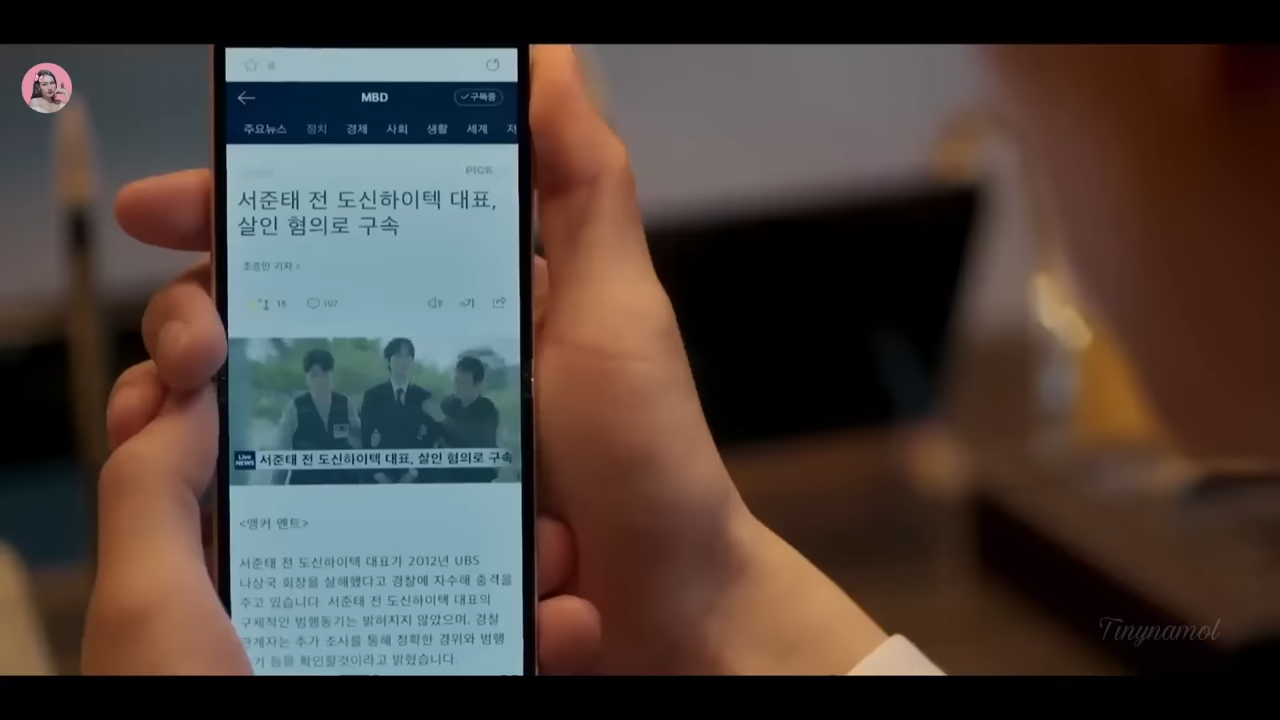 MBD
구독중
주요뉴스 정치 경제 사회 생활 세계
PICK
서준태 전 도신하이텍 대표,
살인 혐의로 구속
조승민 기자 >
15 107
가
Live NEWS 서준태 전 도신하이텍 대표, 살인 혐의로 구속
<앵커 멘트>
서준태 전 도신하이텍 대표가 2012년 UBS
나상국 회장을 살해했다고 경찰에 자수해 충격을
주고 있습니다. 서준태 전 도신하이텍 대표의
구체적인 범행동기는 밝혀지지 않았으며, 경찰
관계자는 추가 조사를 통해 정확한 경위와 범행
기 등을 확인할것이라고 밝혔습니다.
Tinynamol